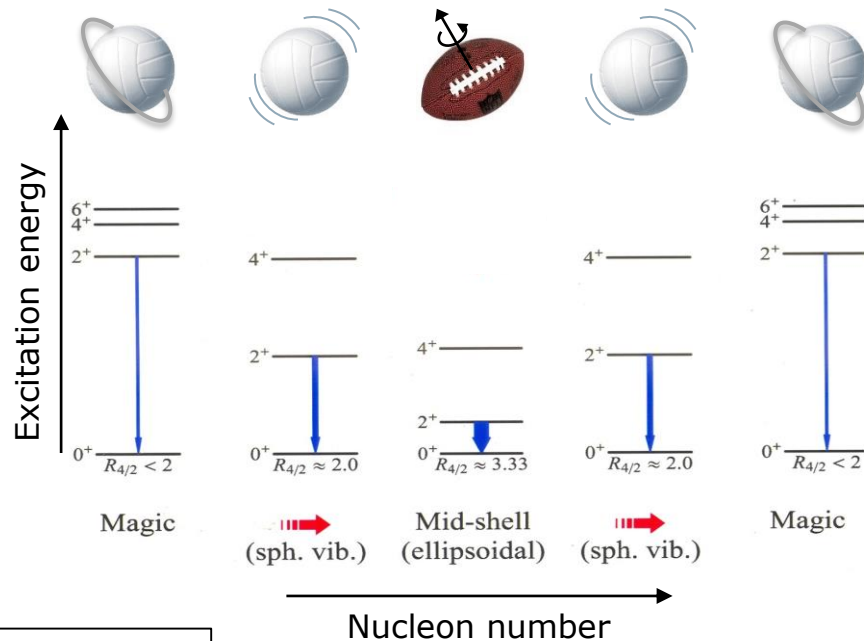 Excitation energy
6⁺
4⁺
2⁺
0⁺
R4/2 < 2
4⁺
2⁺
0⁺
R4/2 ≈ 2.0
4⁺
2⁺
0⁺
R4/2 ≈ 3.33
4⁺
2⁺
0⁺
R4/2 ≈ 2.0
6⁺
4⁺
2⁺
0⁺
R4/2 < 2
Magic
(sph. vib.)
Mid-shell
(ellipsoidal)
(sph. vib.)
Magic
Nucleon number